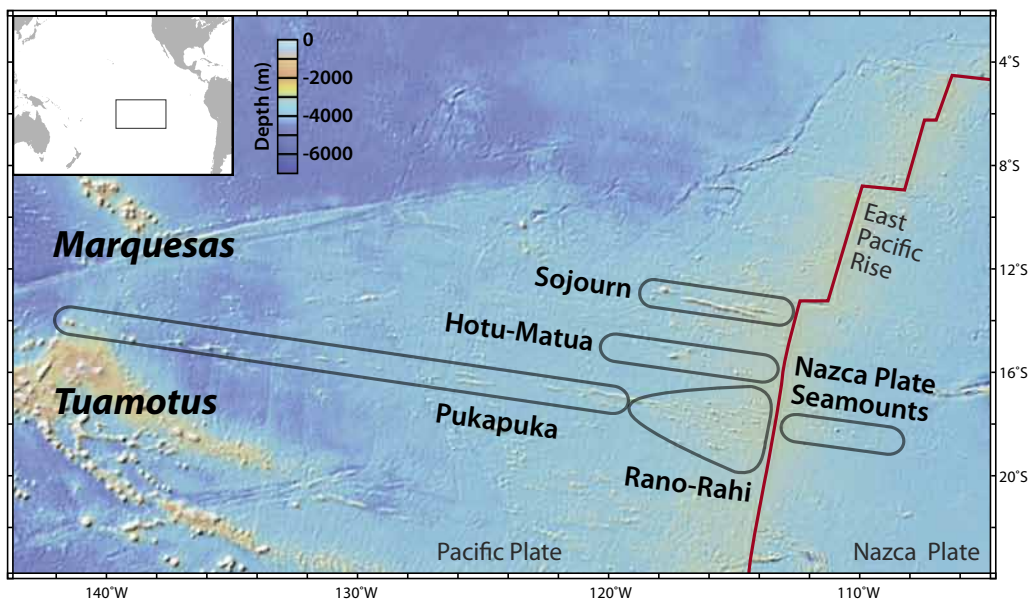 0
-2000
-4000
-6000
Depth (m)
4°S
8°S
12°S
16°S
20°S
Marquesas
East
Pacific
Rise
Sojourn
Hotu-Matua
Nazca Plate
Seamounts
Tuamotus
Pukapuka
Rano-Rahi
Pacific Plate
Nazca Plate
140°W
130°W
120°W
110°W